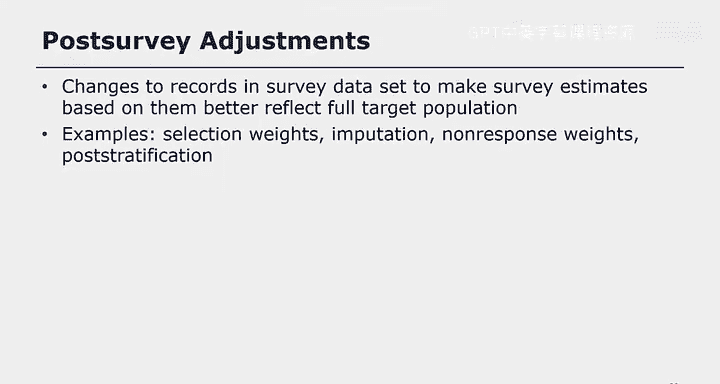 Postsurvey Adjustments
• Changes to records in survey data set to make survey estimates
based on them better reflect full target population
• Examples: selection weights, imputation, nonresponse weights,
poststratification